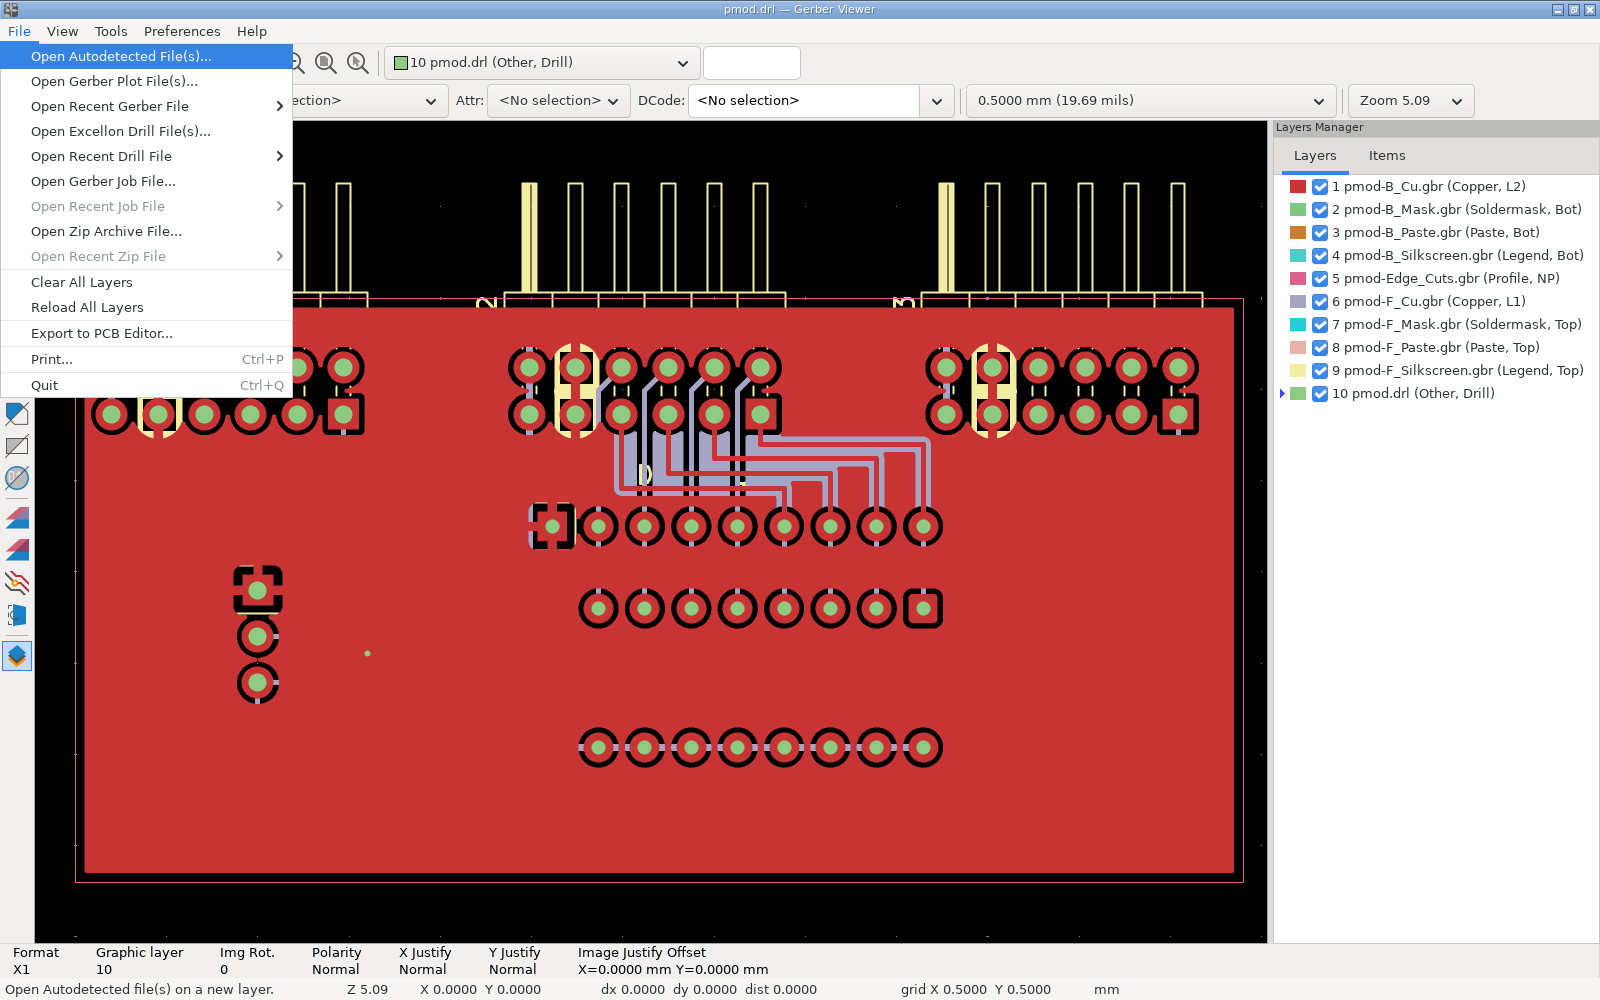 pmod.drl — Gerber Viewer
File View Tools Preferences Help
Open Autodetected File(s)...
Open Gerber Plot File(s)...
Open Recent Gerber File
Open Excellon Drill File(s)...
Open Recent Drill File
Open Gerber Job File...
Open Recent Job File
Open Zip Archive File...
Open Recent Zip File
Clear All Layers
Reload All Layers
Export to PCB Editor...
Print... Ctrl+P
Quit Ctrl+Q
10 pmod.drl (Other, Drill)
Attr: <No selection> DCode: <No selection> 0.5000 mm (19.69 mils) Zoom 5.09
Layers Manager
Layers Items
1 pmod-B_Cu.gbr (Copper, L2)
2 pmod-B_Mask.gbr (Soldermask, Bot)
3 pmod-B_Paste.gbr (Paste, Bot)
4 pmod-B_Silkscreen.gbr (Legend, Bot)
5 pmod-Edge_Cuts.gbr (Profile, NP)
6 pmod-F_Cu.gbr (Copper, L1)
7 pmod-F_Mask.gbr (Soldermask, Top)
8 pmod-F_Paste.gbr (Paste, Top)
9 pmod-F_Silkscreen.gbr (Legend, Top)
10 pmod.drl (Other, Drill)
Format Graphic layer Img Rot. Polarity X Justify Y Justify Image Justify Offset
X1 10 0 Normal Normal Normal X=0.0000 mm Y=0.0000 mm
Open Autodetected file(s) on a new layer. Z 5.09 X 0.0000 Y 0.0000 dx 0.0000 dy 0.0000 dist 0.0000 grid X 0.5000 Y 0.5000 mm